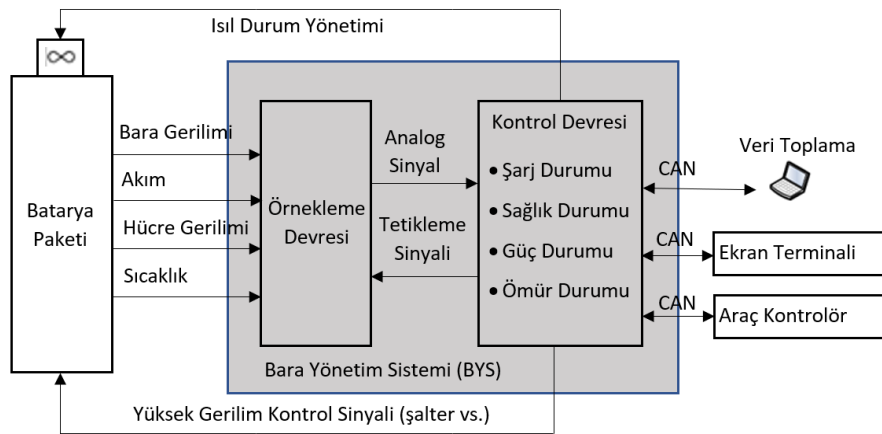 Isıl Durum Yönetimi
Batarya
Paketi
Bara Gerilimi
Akım
Hücre Gerilimi
Sıcaklık
Örnekleme
Devresi
Analog
Sinyal
Tetikleme
Sinyali
Kontrol Devresi
• Şarj Durumu
• Sağlık Durumu
• Güç Durumu
• Ömür Durumu
CAN
CAN
CAN
Veri Toplama
Ekran Terminali
Araç Kontrolör
Bara Yönetim Sistemi (BYS)
Yüksek Gerilim Kontrol Sinyali (şalter vs.)